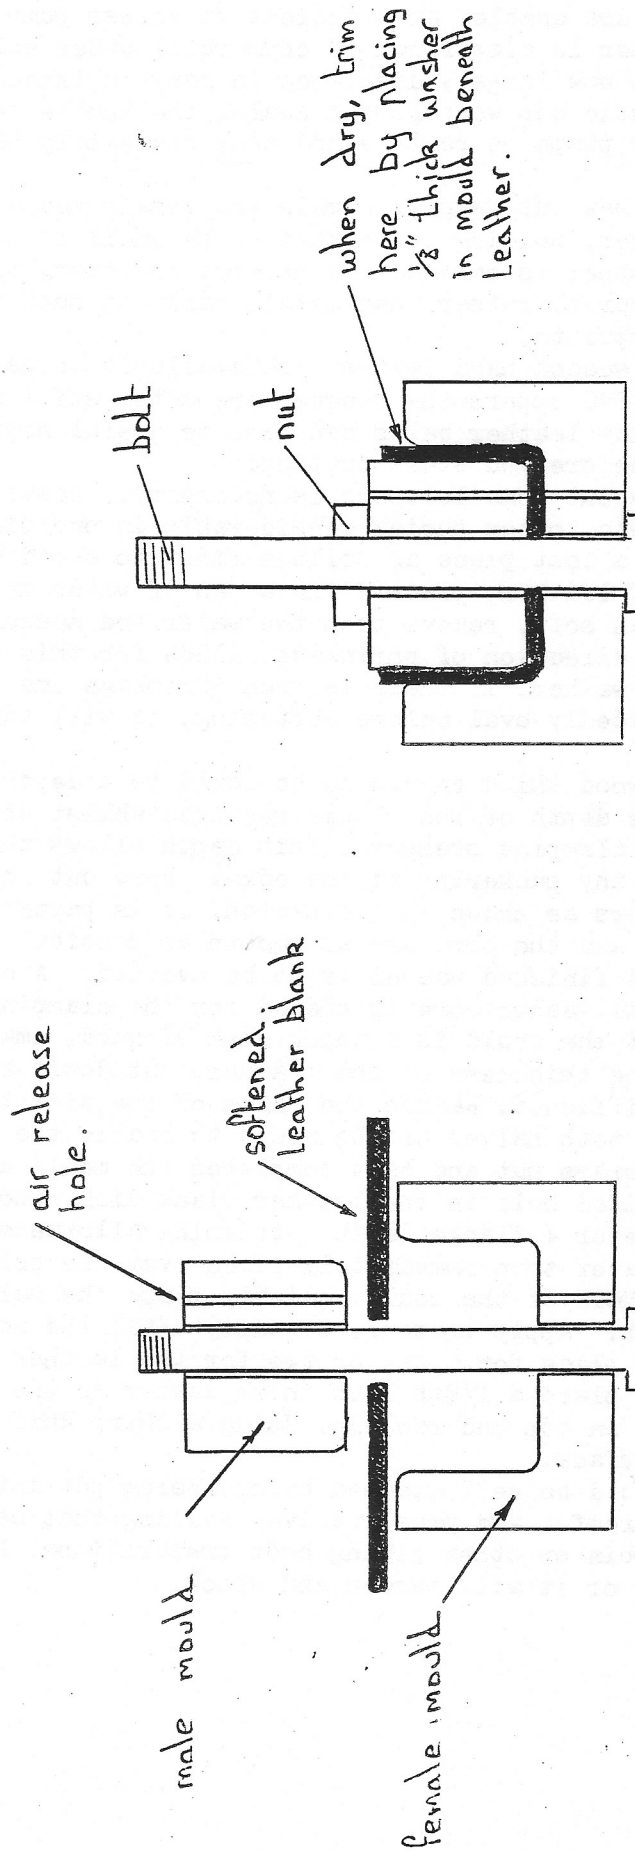 air release
hole.
male mould
softened
Leather blank
female mould
bolt
nut
when dry, trim
here by placing
⅛" thick washer
in mould beneath
Leather.